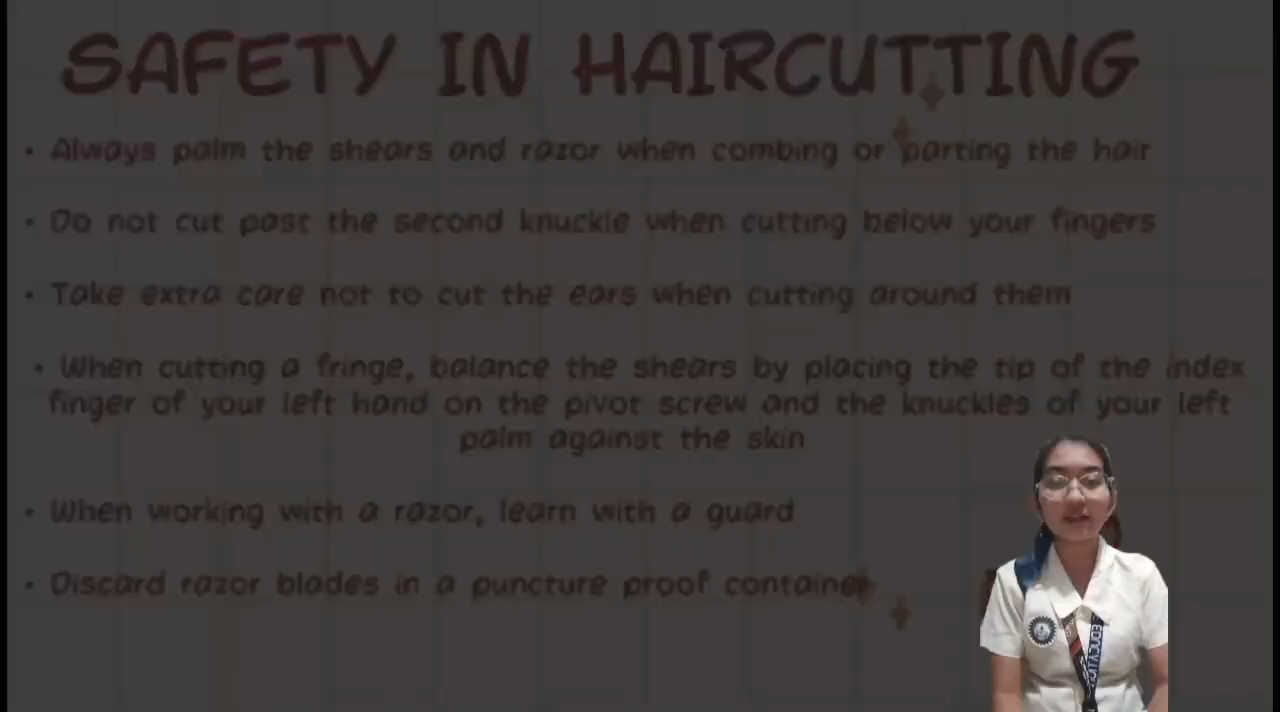 SAFETY IN HAIRCUTTING
• Always palm the shears and razor when combing or parting the hair
• Do not cut past the second knuckle when cutting below your fingers
• Take extra care not to cut the ears when cutting around them
• When cutting a fringe, balance the shears by placing the tip of the index
finger of your left hand on the pivot screw and the knuckles of your left
palm against the skin
• When working with a razor, learn with a guard
• Discard razor blades in a puncture proof container